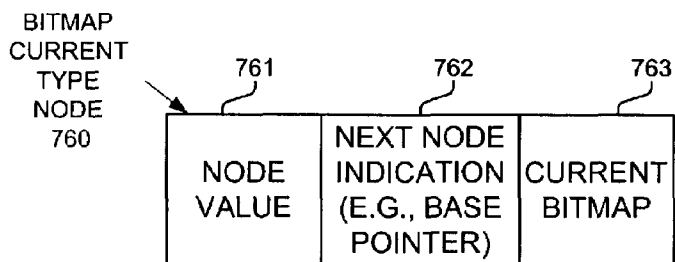 BITMAP
CURRENT
TYPE
NODE
760
761
762
763
NODE
VALUE
NEXT NODE
INDICATION
(E.G., BASE
POINTER)
CURRENT
BITMAP